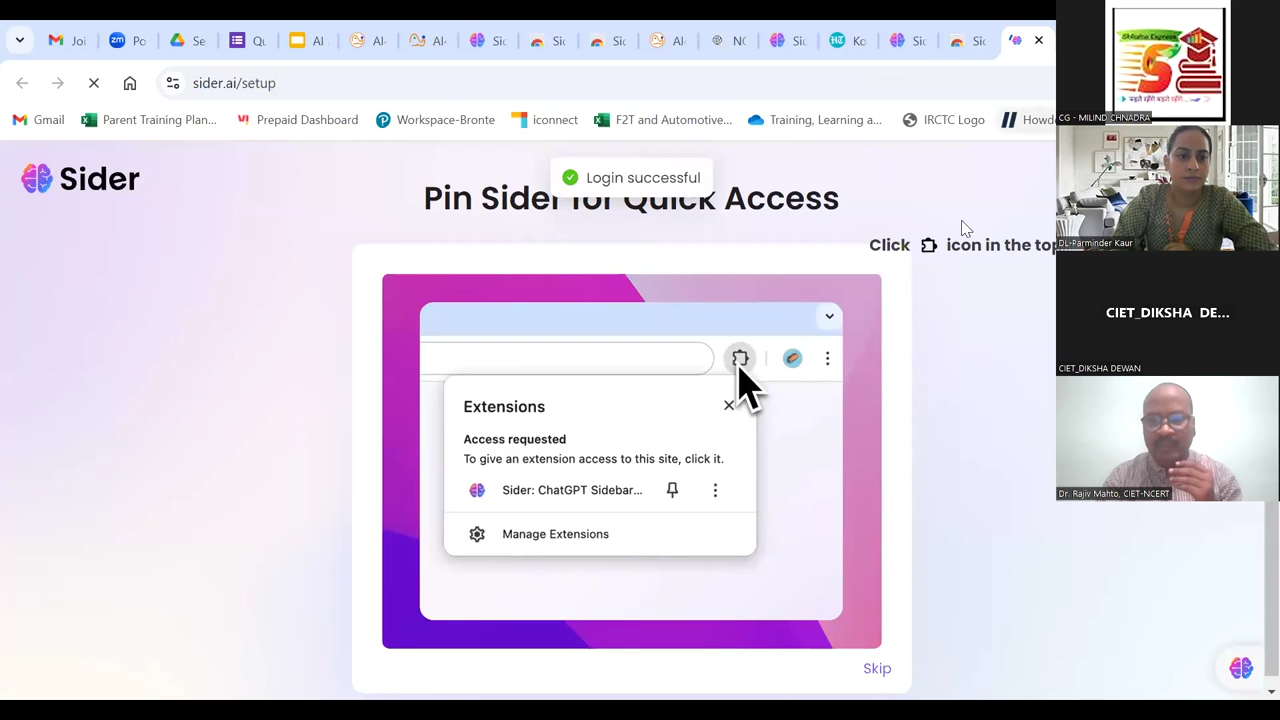 Joi
Po
Se
Qu
AI
AI-
AI-
Sic
Sic
Sic
AI-
NC
Sic
Ko
Sic
Sic
sider.ai/setup
Gmail
Parent Training Plan...
Prepaid Dashboard
Workspace-Bronte
iconnect
F2T and Automotive...
Training, Learning a...
IRCTC Logo
Howd
Sider
Login successful
Pin Sider for Quick Access
Click icon in the top
Extensions
Access requested
To give an extension access to this site, click it.
Sider: ChatGPT Sidebar...
Manage Extensions
Skip
Shiksha Express
CG - MILIND CHNADRA
DL-Parminder Kaur
CIET_DIKSHA DE...
CIET_DIKSHA DEWAN
Dr. Rajiv Mahto, CIET-NCERT